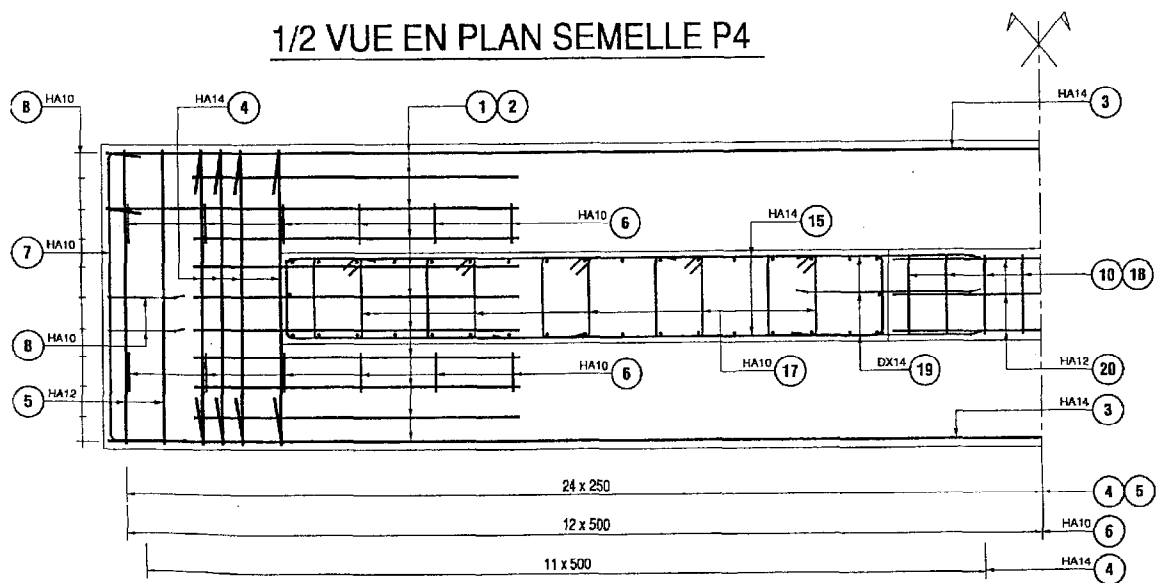 1/2 VUE EN PLAN SEMELLE P4
8 HA10
HA14 4
1 2
HA14 3
HA10 6
HA14 15
7 HA10
10 18
8 HA10
HA10 17
ĐX14 19
HA12 20
HA10 6
5 HA12
HA14 3
24 x 250
4 5
12 x 500
HA10 6
11 x 500
HA14 4